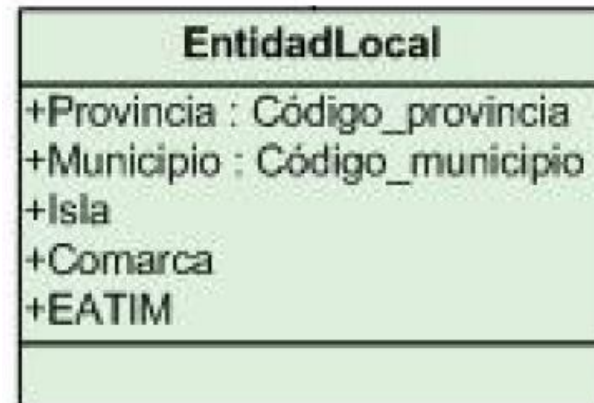 EntidadLocal
+Provincia : Código_provincia
+Municipio : Código_municipio
+Isla
+Comarca
+EATIM